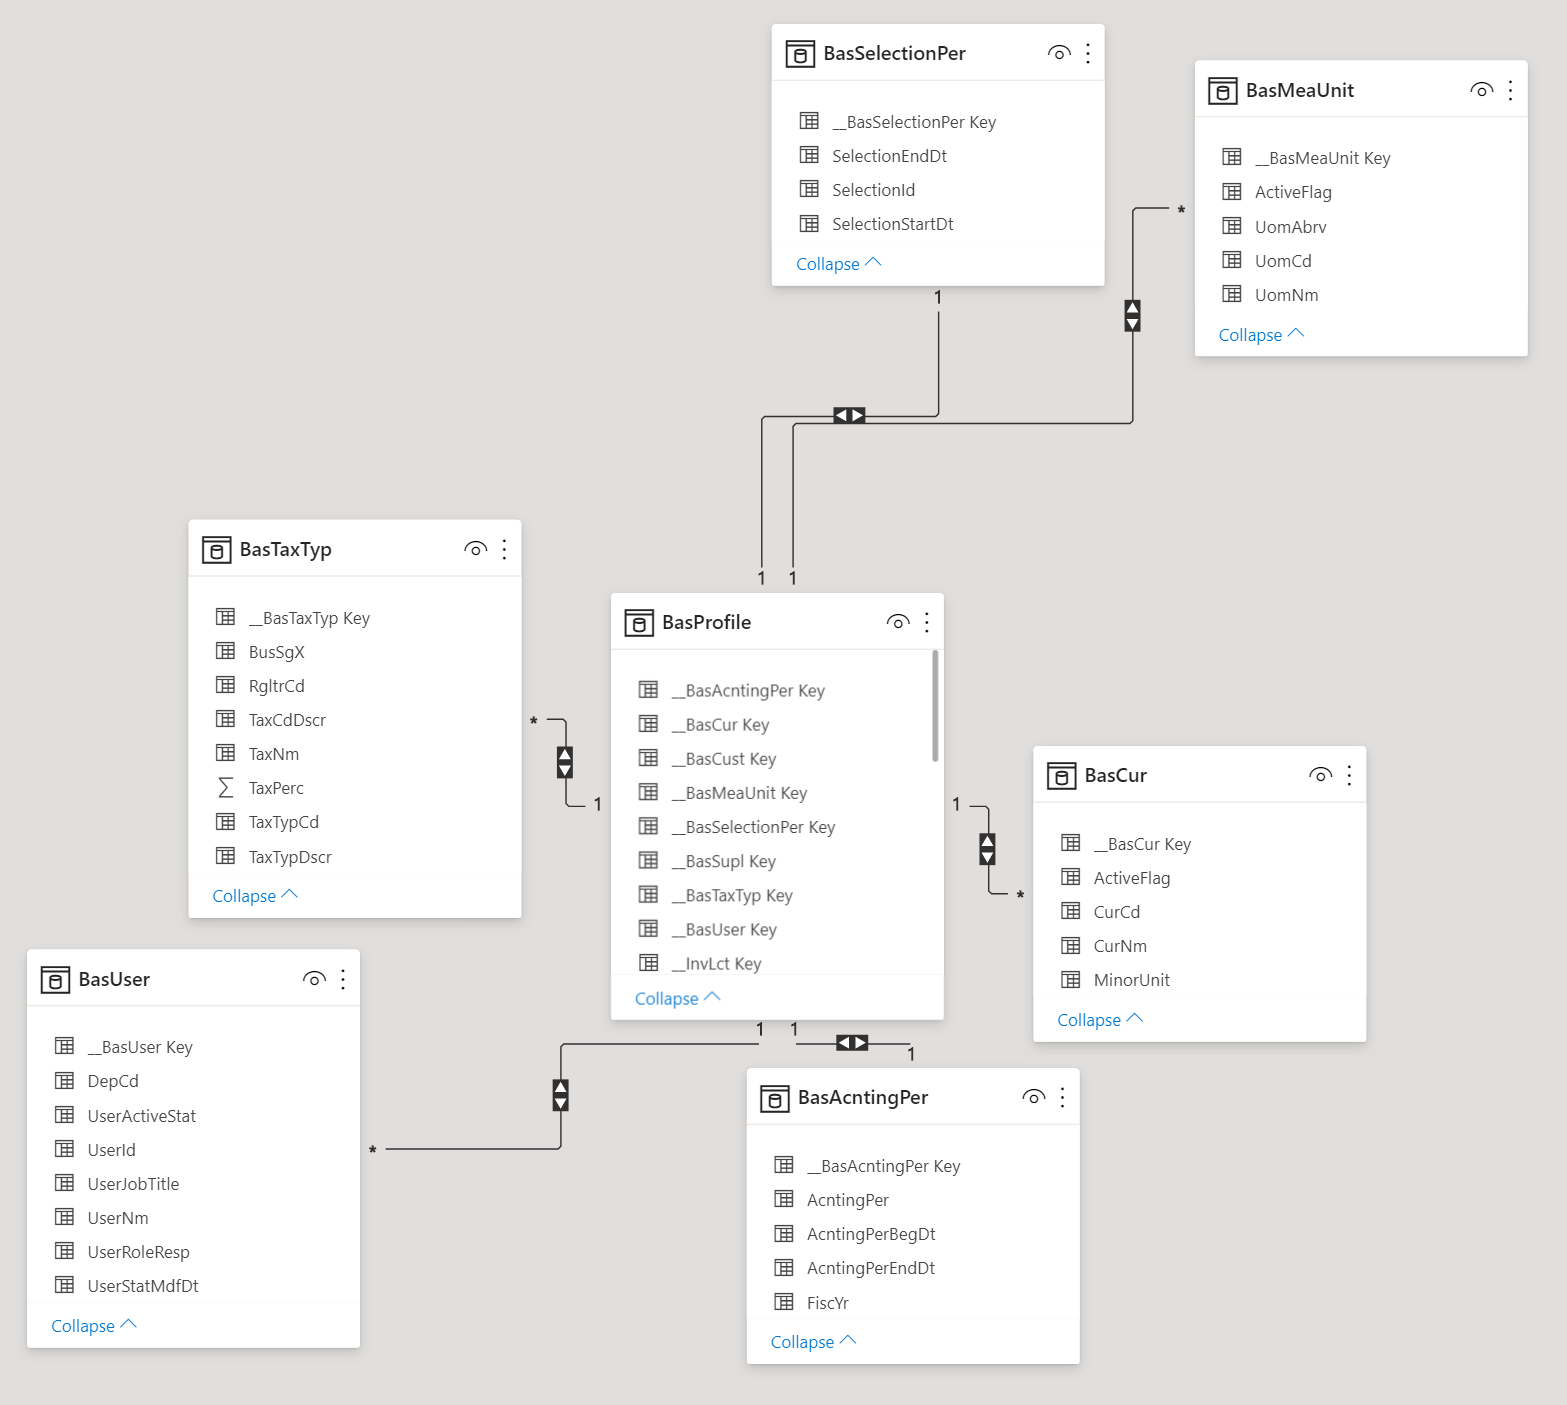 BasSelectionPer
__BasSelectionPer Key
SelectionEndDt
SelectionId
SelectionStartDt
Collapse
1
BasMeaUnit
__BasMeaUnit Key
ActiveFlag
UomAbrv
UomCd
UomNm
Collapse
*
1 1
BasTaxTyp
__BasTaxTyp Key
BusSgX
RgltrCd
TaxCdDscr
TaxNm
TaxPerc
TaxTypCd
TaxTypDscr
Collapse
*
1
BasProfile
__BasAcntingPer Key
__BasCur Key
__BasCust Key
__BasMeaUnit Key
__BasSelectionPer Key
__BasSupl Key
__BasTaxTyp Key
__BasUser Key
__InvLct Key
Collapse
1
*
BasCur
__BasCur Key
ActiveFlag
CurCd
CurNm
MinorUnit
Collapse
BasUser
__BasUser Key
DepCd
UserActiveStat
UserId
UserJobTitle
UserNm
UserRoleResp
UserStatMdfDt
Collapse
*
1 1
1
BasAcntingPer
__BasAcntingPer Key
AcntingPer
AcntingPerBegDt
AcntingPerEndDt
FiscYr
Collapse